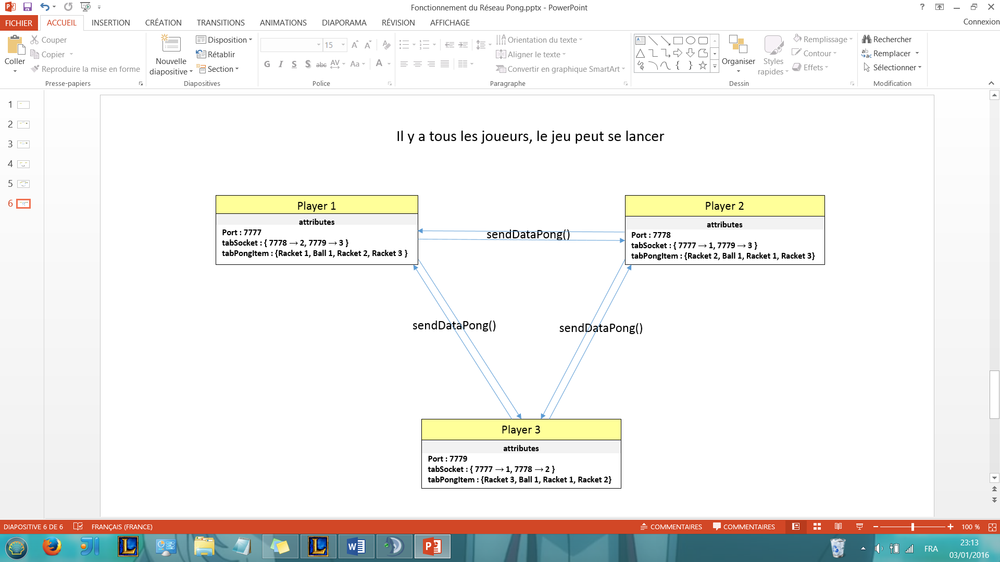 Fonctionnement du Réseau Pong.pptx - PowerPoint
?
FICHIER ACCUEIL INSERTION CRÉATION TRANSITIONS ANIMATIONS DIAPORAMA RÉVISION AFFICHAGE Connexion
Coller
Couper
Copier
Reproduire la mise en forme
Presse-papiers
Nouvelle
diapositive
Disposition
Rétablir
Section
Diapositives
15
G I S S abc AV Aa A
Police
Orientation du texte
Aligner le texte
Convertir en graphique SmartArt
Paragraphe
Organiser
Styles
rapides
Remplissage
Contour
Effets
Dessin
Rechercher
Remplacer
Sélectionner
Modification
1
2
3
4
5
6
Il y a tous les joueurs, le jeu peut se lancer
Player 1
attributes
Port : 7777
tabSocket : { 7778 → 2, 7779 → 3 }
tabPongItem : {Racket 1, Ball 1, Racket 2, Racket 3 }
sendDataPong()
Player 2
attributes
Port : 7778
tabSocket : { 7777 → 1, 7779 → 3 }
tabPongItem : {Racket 2, Ball 1, Racket 1, Racket 3}
sendDataPong()
sendDataPong()
Player 3
attributes
Port : 7779
tabSocket : { 7777 → 1, 7778 → 2 }
tabPongItem : {Racket 3, Ball 1, Racket 1, Racket 2}
DIAPOSITIVE 6 DE 6 FRANÇAIS (FRANCE) COMMENTAIRES COMMENTAIRES 100 %
FRA
23:13
03/01/2016